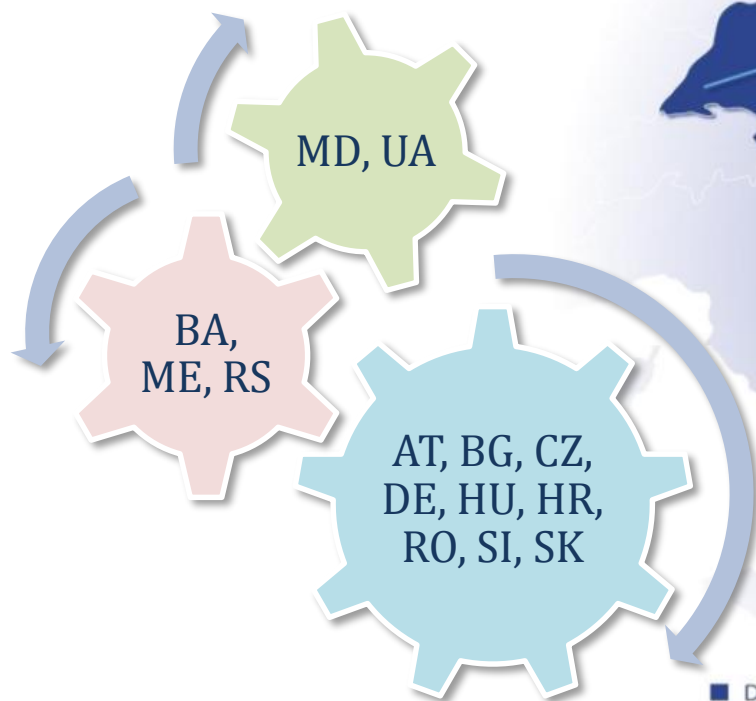 MD, UA
BA,
ME, RS
AT, BG, CZ,
DE, HU, HR,
RO, SI, SK